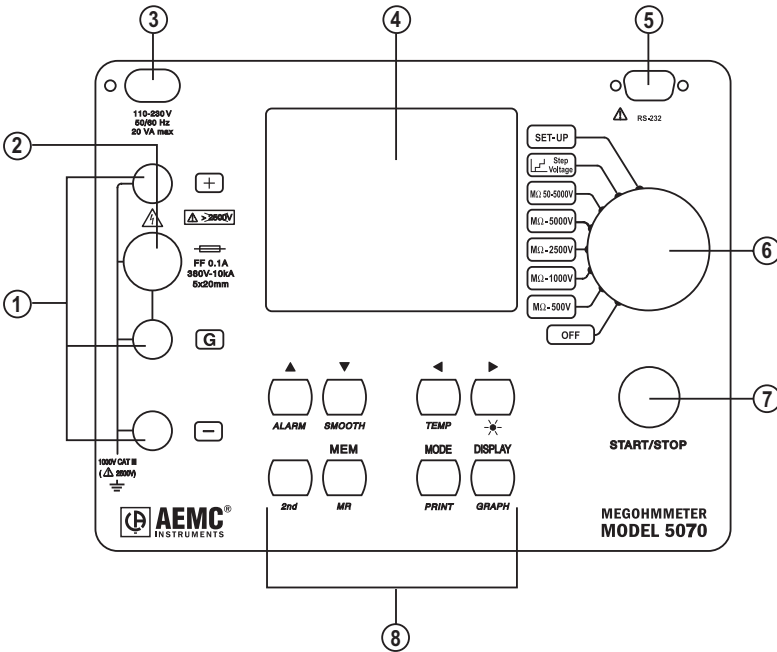 3
4
5
110-230 V
50/60 Hz
20 VA max
RS-232
2
SET-UP
Step
Voltage
+
MΩ 50-5000V
⚠ >2500V
MΩ-5000V
6
FF 0.1A
380V-10kA
5x20mm
MΩ-2500V
1
MΩ-1000V
MΩ-500V
G
OFF
▲ ▼ ◄ ►
7
ALARM SMOOTH TEMP
−
START/STOP
MEM MODE DISPLAY
1000V CAT III
(⚠ 2500V)
2nd MR PRINT GRAPH
AEMC®
INSTRUMENTS
MEGOHMMETER
MODEL 5070
8